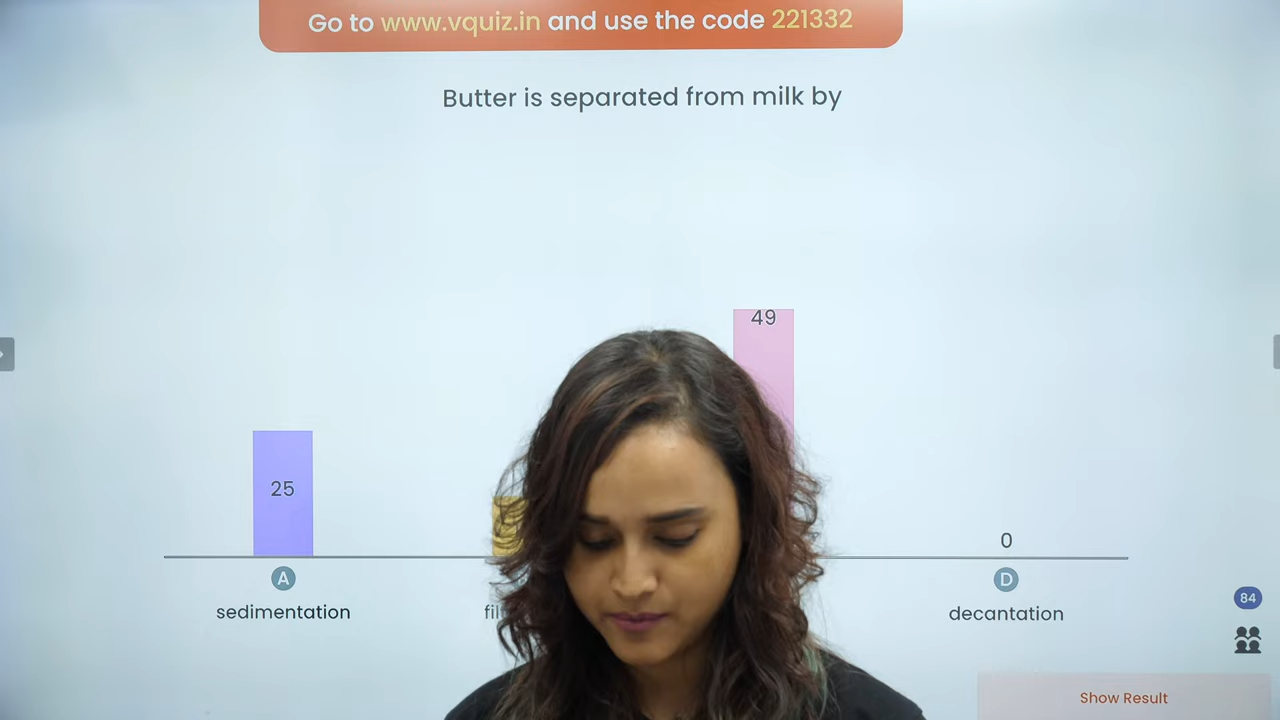 Go to www.vquiz.in and use the code 221332
Butter is separated from milk by
49
25
0
A
D
sedimentation
decantation
84
Show Result